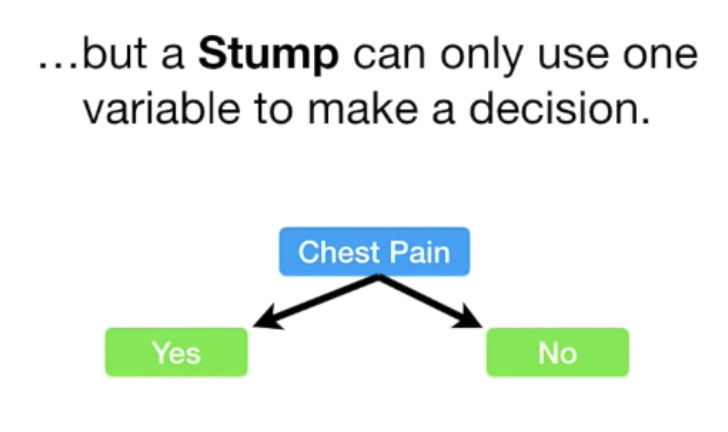 ...but a Stump can only use one
variable to make a decision.
Chest Pain
Yes
No